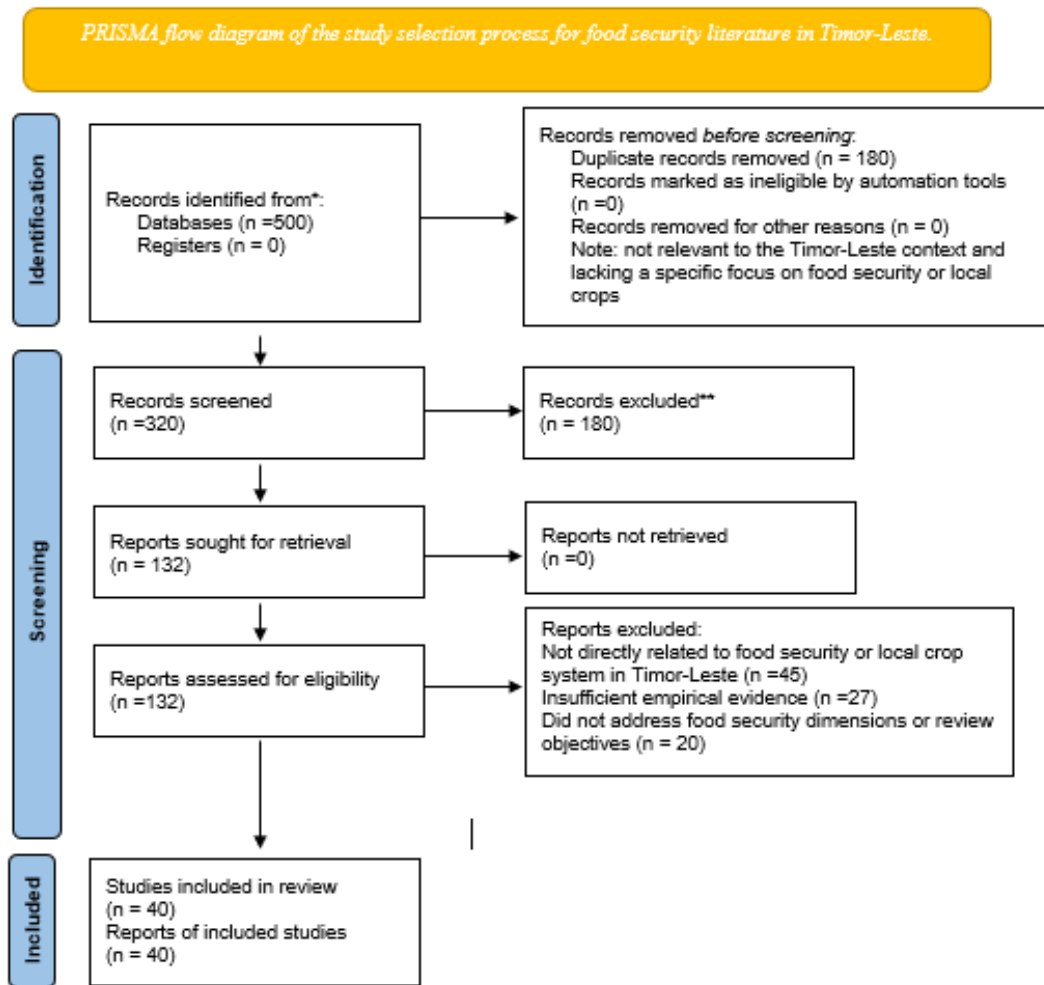 PRISMA flow diagram of the study selection process for food security literature in Timor-Leste.
Identification
Records identified from*:
Databases (n =500)
Registers (n = 0)
Records removed before screening:
Duplicate records removed (n = 180)
Records marked as ineligible by automation tools
(n =0)
Records removed for other reasons (n = 0)
Note: not relevant to the Timor-Leste context and
lacking a specific focus on food security or local
crops
Screening
Records screened
(n =320)
Records excluded**
(n = 180)
Reports sought for retrieval
(n = 132)
Reports not retrieved
(n =0)
Reports assessed for eligibility
(n =132)
Reports excluded:
Not directly related to food security or local crop
system in Timor-Leste (n =45)
Insufficient empirical evidence (n =27)
Did not address food security dimensions or review
objectives (n = 20)
Included
Studies included in review
(n = 40)
Reports of included studies
(n = 40)